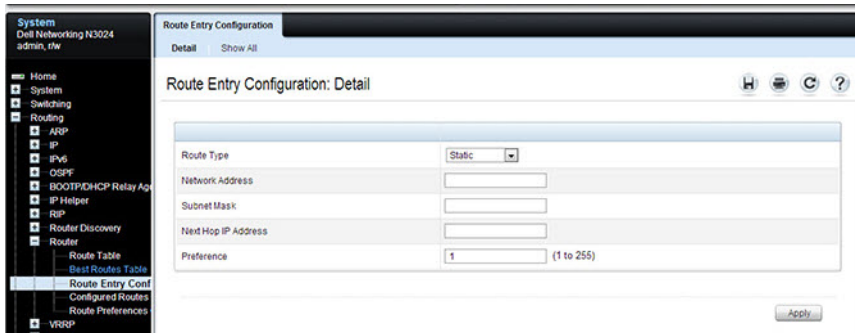 System
Dell Networking N3024
admin, r/w
Home
System
Switching
Routing
ARP
IP
IPv6
OSPF
BOOTP/DHCP Relay Age
IP Helper
RIP
Router Discovery
Router
Route Table
Best Routes Table
Route Entry Conf
Configured Routes
Route Preferences
VRRP
Route Entry Configuration
Detail Show All
Route Entry Configuration: Detail
Route Type Static
Network Address
Subnet Mask
Next Hop IP Address
Preference 1 (1 to 255)
Apply